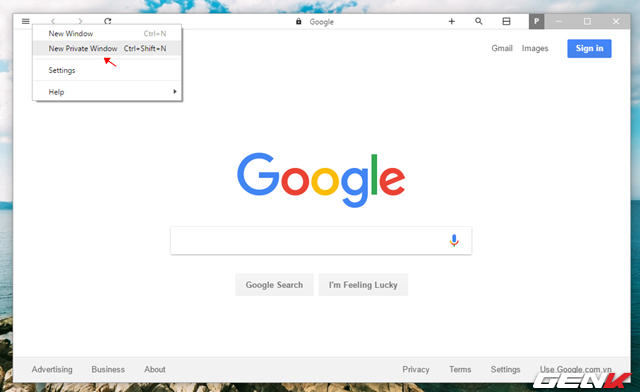 Google
P
New Window Ctrl+N
New Private Window Ctrl+Shift+N
Settings
Help
Gmail Images Sign in
Google
Google Search I'm Feeling Lucky
Advertising Business About Privacy Terms Settings Use Google.com.vn
GENK